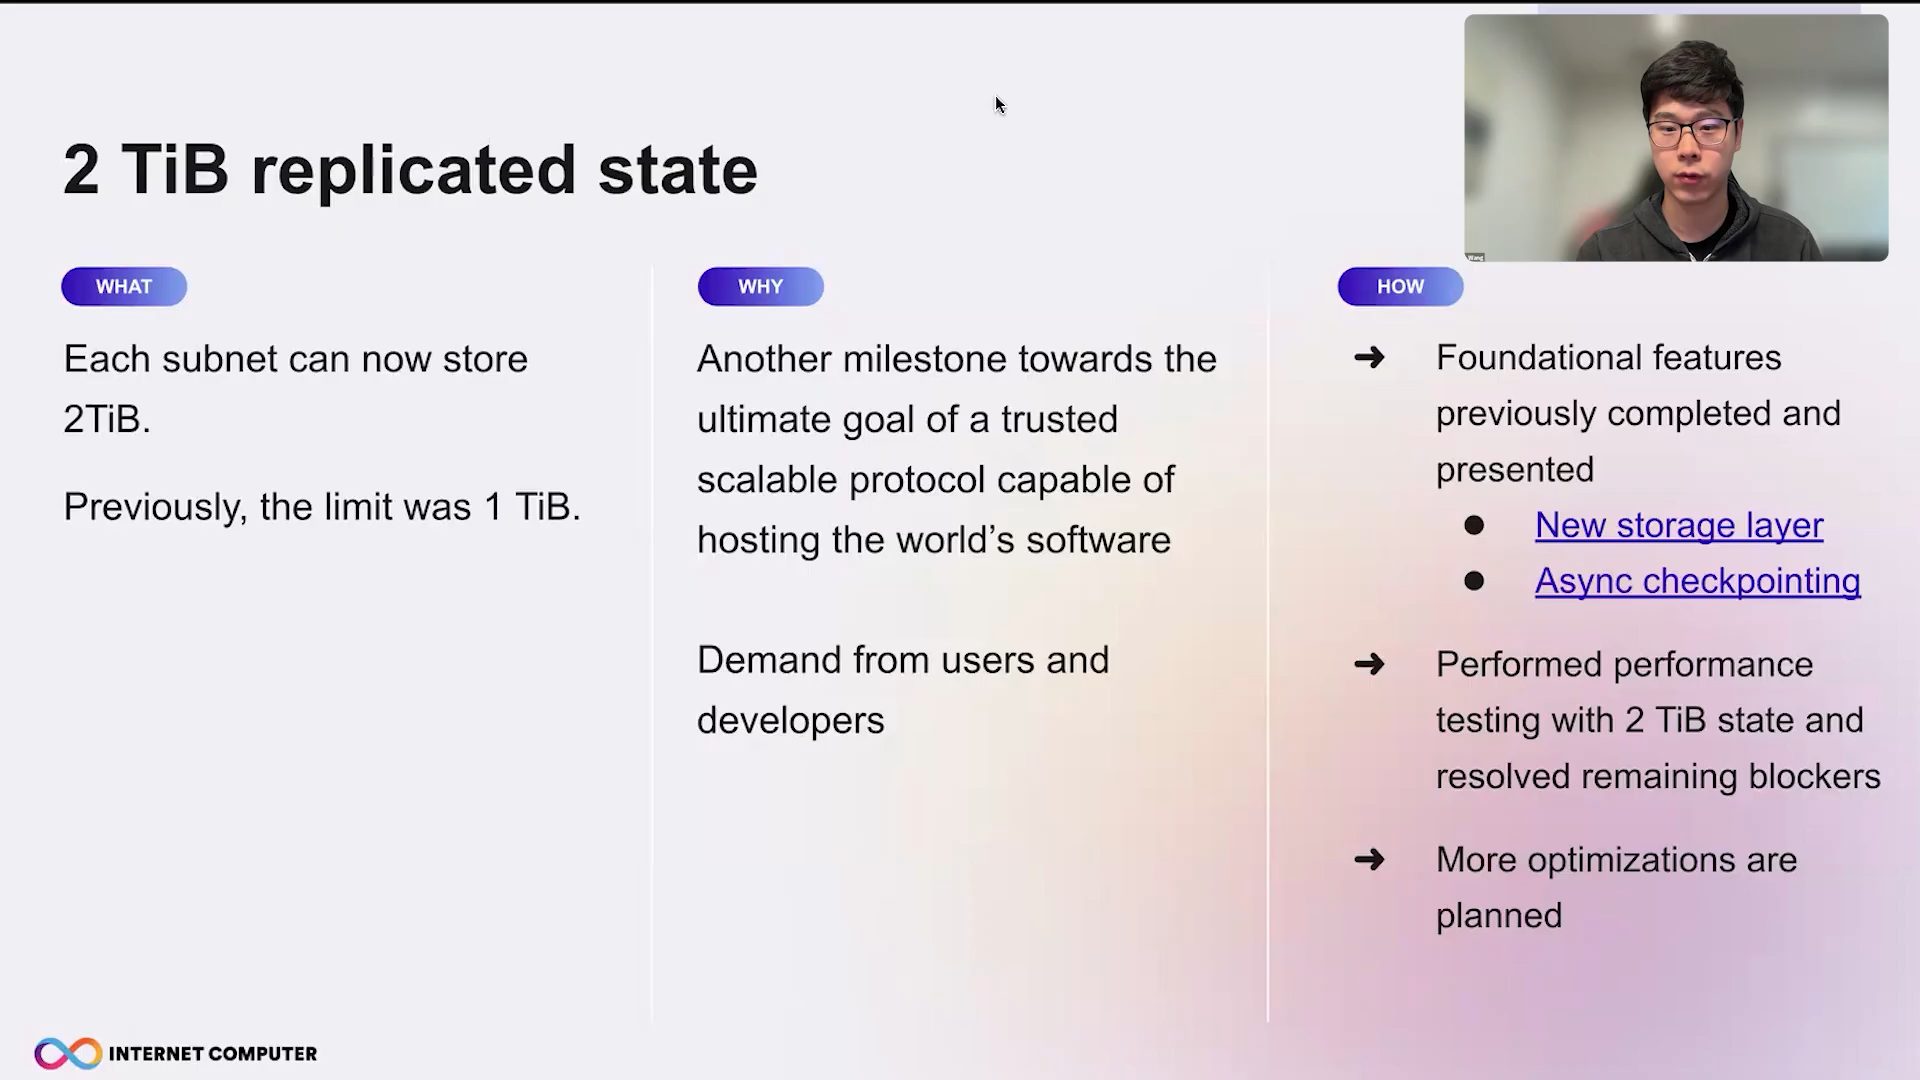 2 TiB replicated state
WHAT
Each subnet can now store
2TiB.
Previously, the limit was 1 TiB.
WHY
Another milestone towards the
ultimate goal of a trusted
scalable protocol capable of
hosting the world’s software
Demand from users and
developers
HOW
➜ Foundational features
previously completed and
presented
● New storage layer
● Async checkpointing
➜ Performed performance
testing with 2 TiB state and
resolved remaining blockers
➜ More optimizations are
planned
Wang
INTERNET COMPUTER